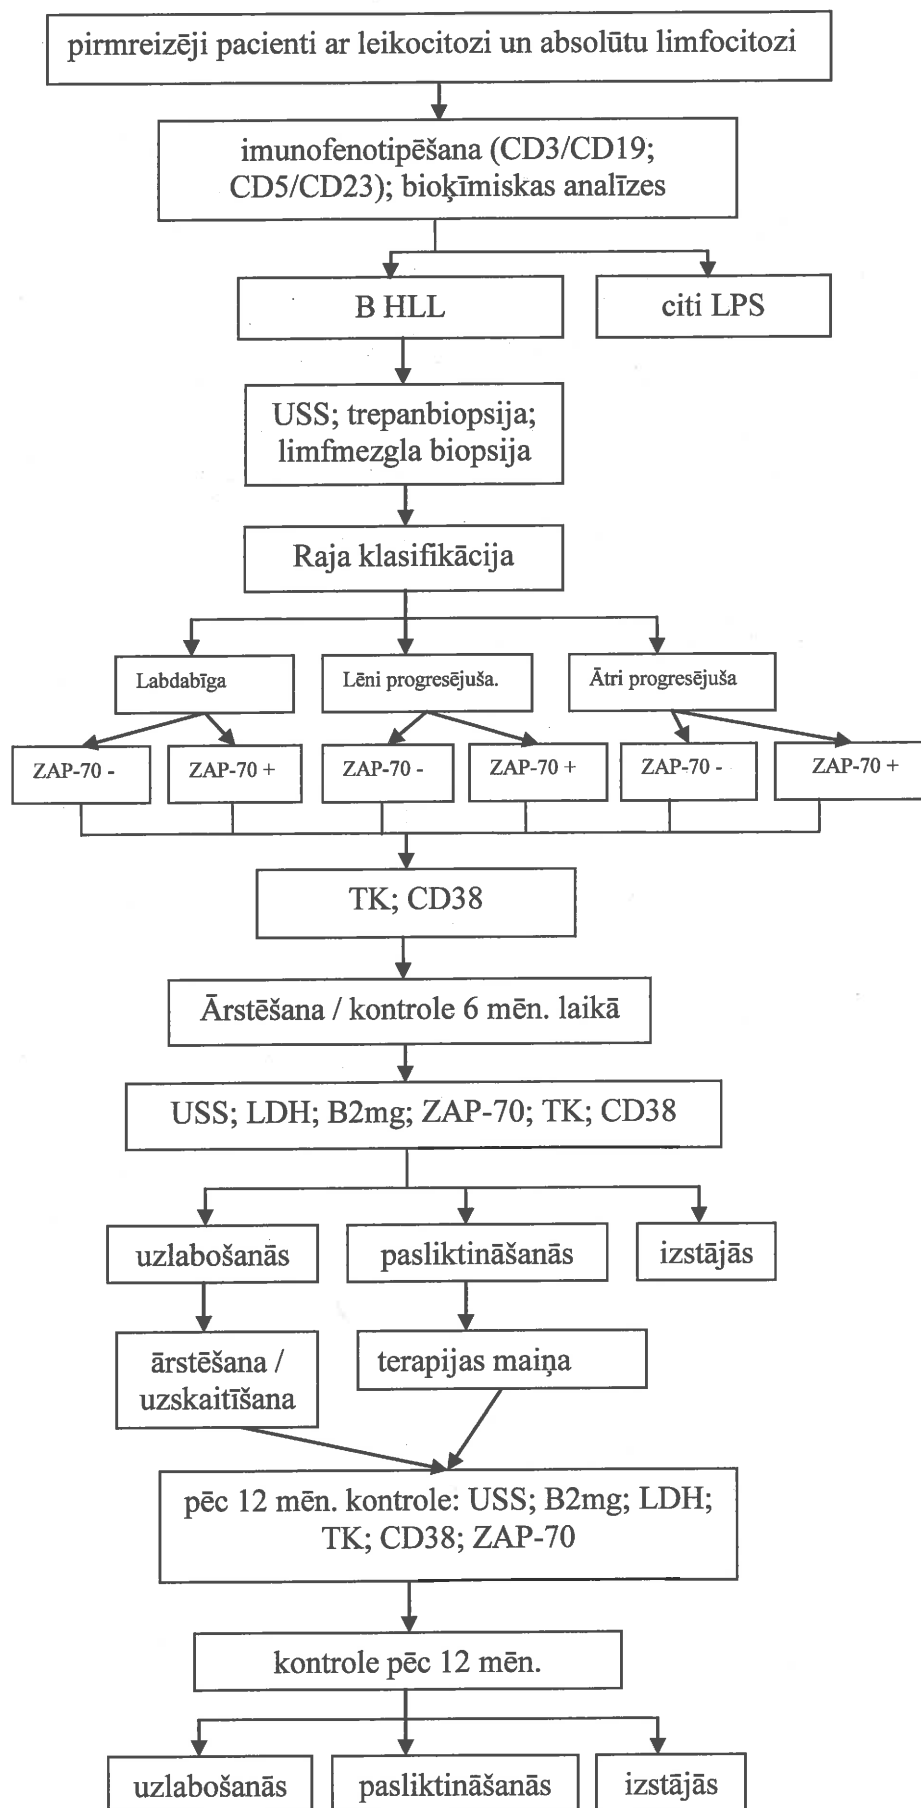 pirmreizēji pacienti ar leikocitozi un absolūtu limfocitozi
imunofenotipēšana (CD3/CD19;
CD5/CD23); bioķīmiskas analīzes
B HLL
citi LPS
USS; trepanbiopsija;
limfmezgla biopsija
Raja klasifikācija
Labdabīga
Lēni progresējuša.
Ātri progresējuša
ZAP-70 -
ZAP-70 +
ZAP-70 -
ZAP-70 +
ZAP-70 -
ZAP-70 +
TK; CD38
Ārstēšana / kontrole 6 mēn. laikā
USS; LDH; B2mg; ZAP-70; TK; CD38
uzlabošanās
pasliktināšanās
izstājās
ārstēšana /
uzskaitīšana
terapijas maiņa
pēc 12 mēn. kontrole: USS; B2mg; LDH;
TK; CD38; ZAP-70
kontrole pēc 12 mēn.
uzlabošanās
pasliktināšanās
izstājās